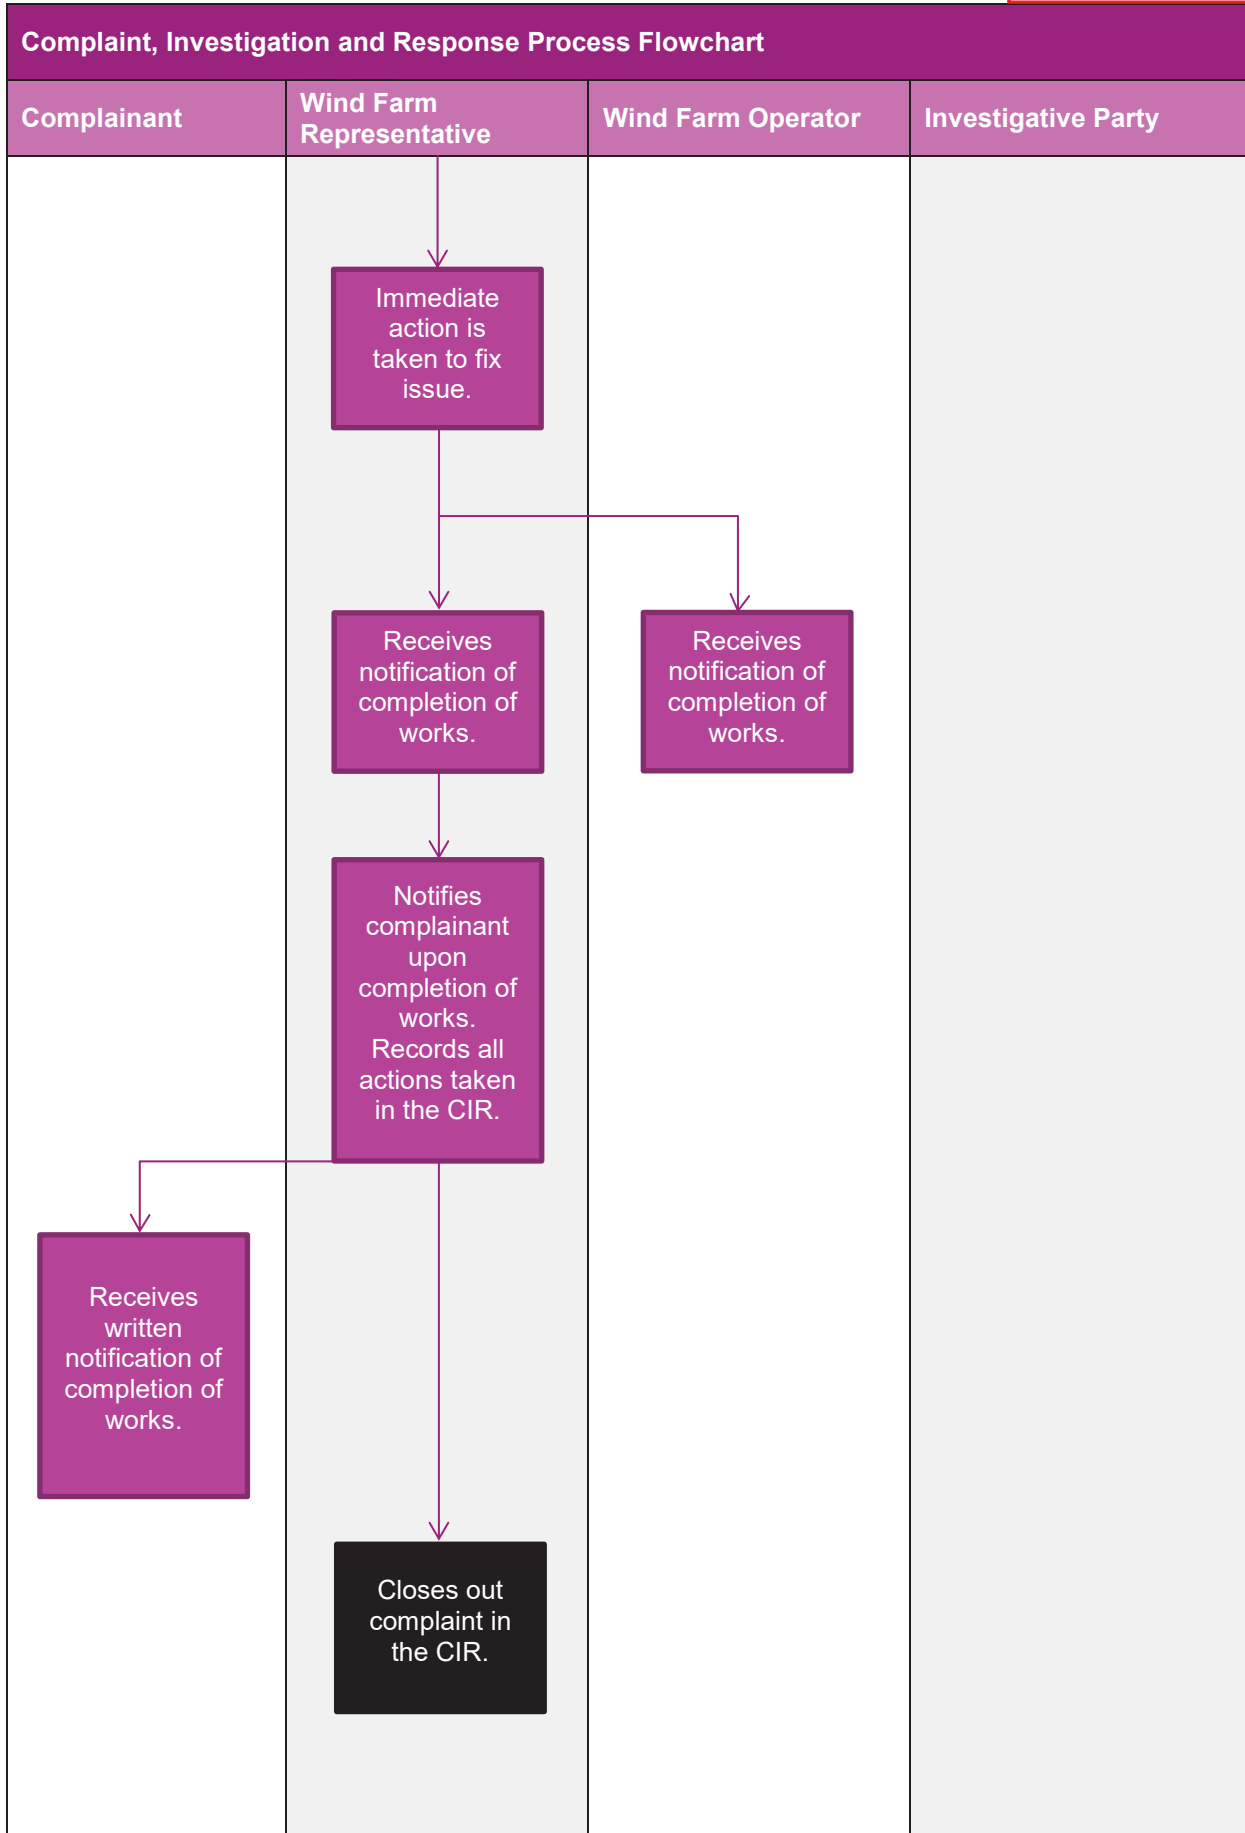 Complaint, Investigation and Response Process Flowchart
Complainant
Wind Farm
Representative
Wind Farm Operator
Investigative Party
Immediate
action is
taken to fix
issue.
Receives
notification of
completion of
works.
Receives
notification of
completion of
works.
Notifies
complainant
upon
completion of
works.
Records all
actions taken
in the CIR.
Receives
written
notification of
completion of
works.
Closes out
complaint in
the CIR.